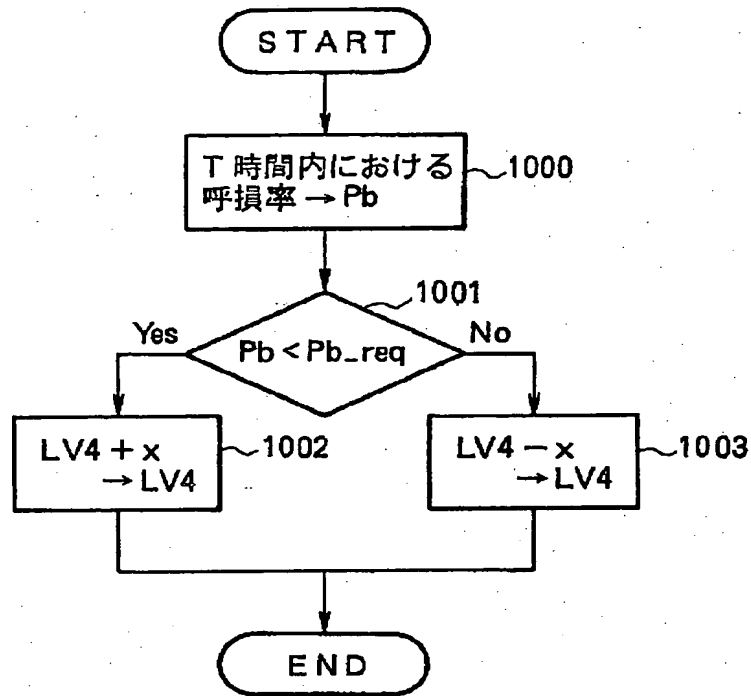 START
T時間内における
呼損率→Pb
1000
1001
Yes
Pb<Pb_req
No
LV4+x
→LV4
1002
LV4-x
→LV4
1003
END